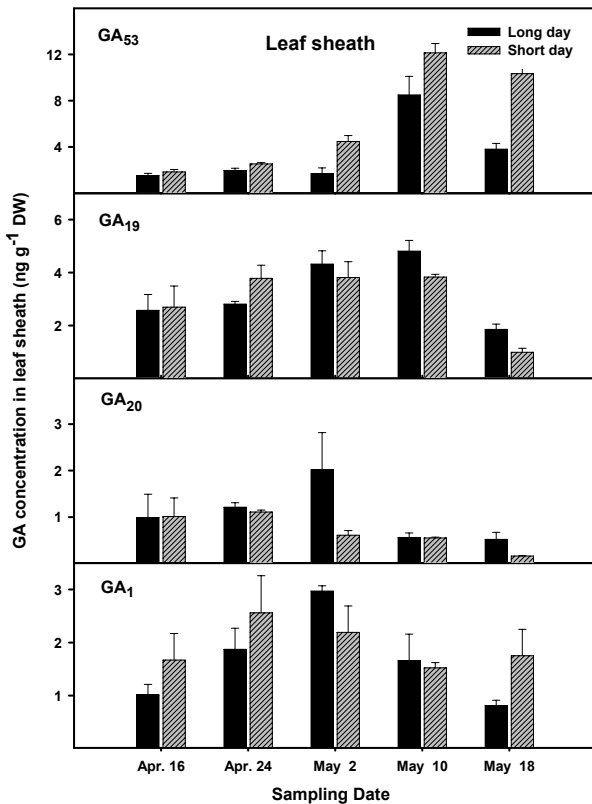 GA53
Leaf sheath
Long day
Short day
12
8
4
GA19
6
4
2
GA20
3
2
1
GA1
3
2
1
GA concentration in leaf sheath (ng g-1 DW)
Apr. 16 Apr. 24 May 2 May 10 May 18
Sampling Date